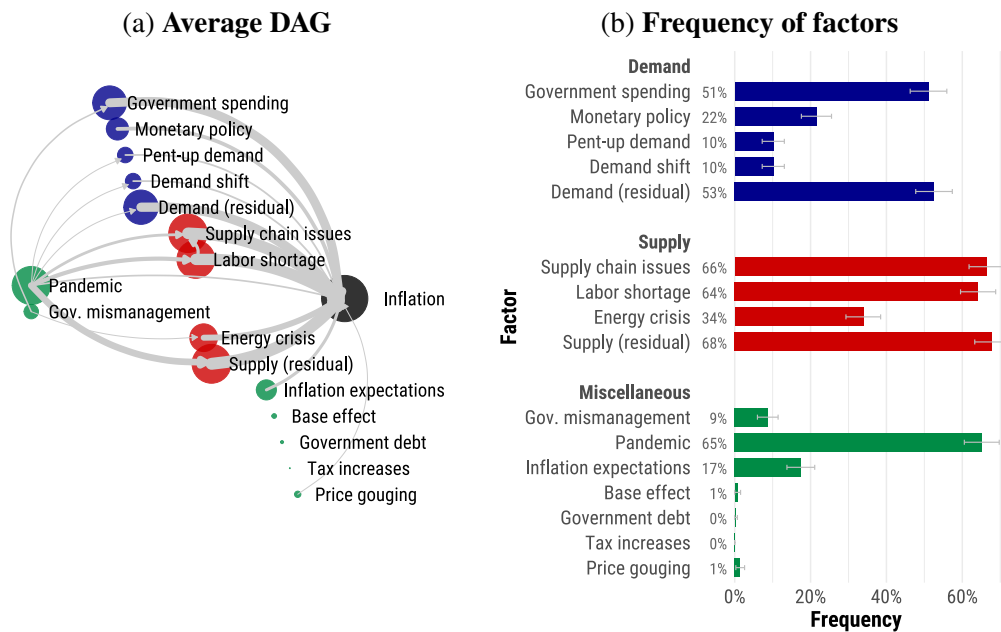 (a) Average DAG
Government spending
Monetary policy
Pent-up demand
Demand shift
Demand (residual)
Supply chain issues
Labor shortage
Pandemic
Inflation
Gov. mismanagement
Energy crisis
Supply (residual)
Inflation expectations
Base effect
Government debt
Tax increases
Price gouging
(b) Frequency of factors
Factor
Demand
Government spending 51%
Monetary policy 22%
Pent-up demand 10%
Demand shift 10%
Demand (residual) 53%
Supply
Supply chain issues 66%
Labor shortage 64%
Energy crisis 34%
Supply (residual) 68%
Miscellaneous
Gov. mismanagement 9%
Pandemic 65%
Inflation expectations 17%
Base effect 1%
Government debt 0%
Tax increases 0%
Price gouging 1%
0% 20% 40% 60%
Frequency